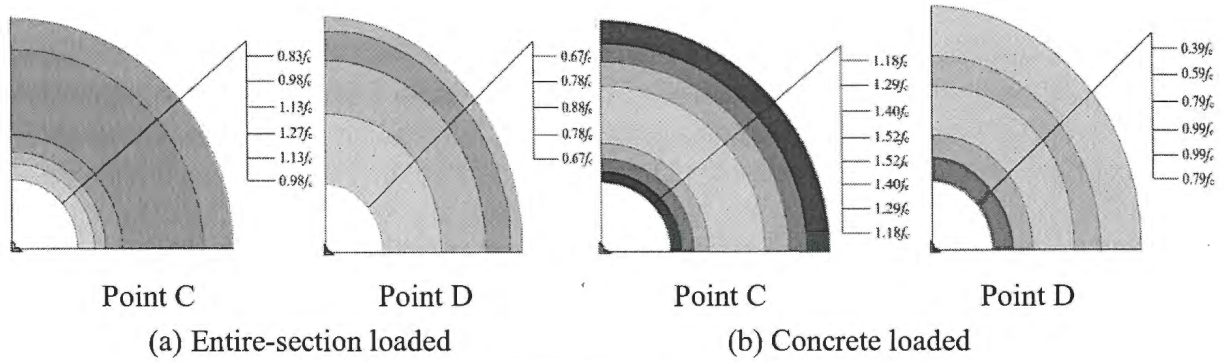 0.83fc
0.98fc
1.13fc
1.27fc
1.13fc
0.98fc
0.67fc
0.78fc
0.88fc
0.78fc
0.67fc
1.18fc
1.29fc
1.40fc
1.52fc
1.52fc
1.40fc
1.29fc
1.18fc
0.39fc
0.59fc
0.79fc
0.99fc
0.99fc
0.79fc
Point C
Point D
Point C
Point D
(a) Entire-section loaded
(b) Concrete loaded